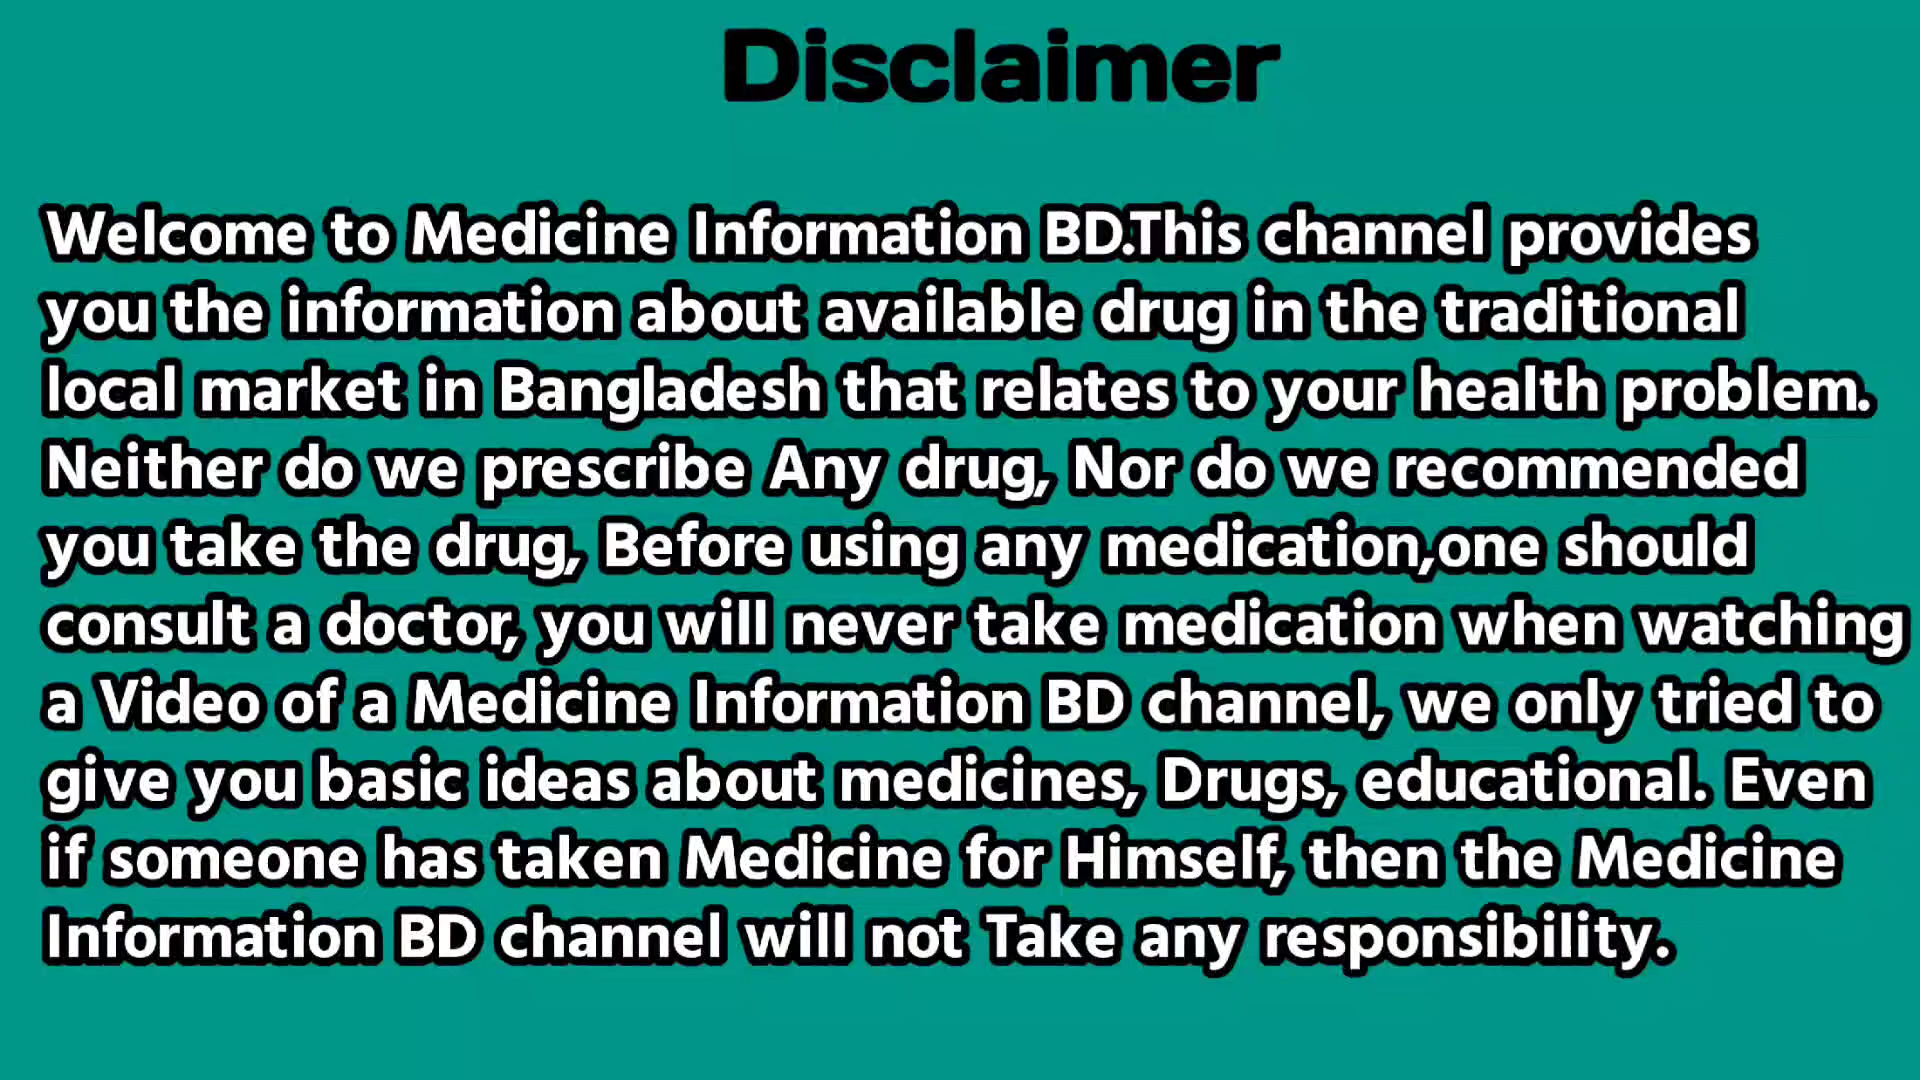 Disclaimer
Welcome to Medicine Information BD.This channel provides
you the information about available drug in the traditional
local market in Bangladesh that relates to your health problem.
Neither do we prescribe Any drug, Nor do we recommended
you take the drug, Before using any medication,one should
consult a doctor, you will never take medication when watching
a Video of a Medicine Information BD channel, we only tried to
give you basic ideas about medicines, Drugs, educational. Even
if someone has taken Medicine for Himself, then the Medicine
Information BD channel will not Take any responsibility.